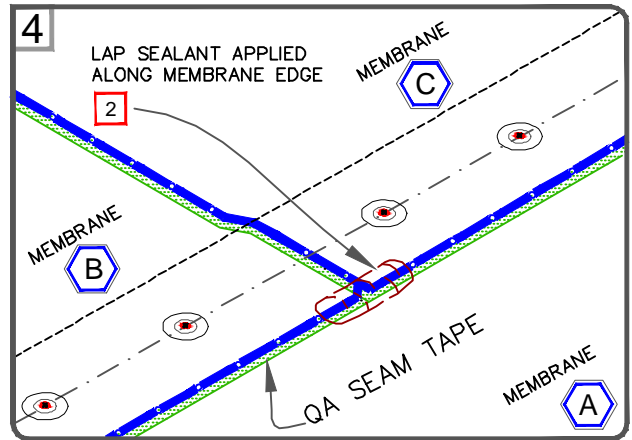 4
LAP SEALANT APPLIED
ALONG MEMBRANE EDGE
2
MEMBRANE
C
MEMBRANE
B
QA SEAM TAPE
MEMBRANE
A